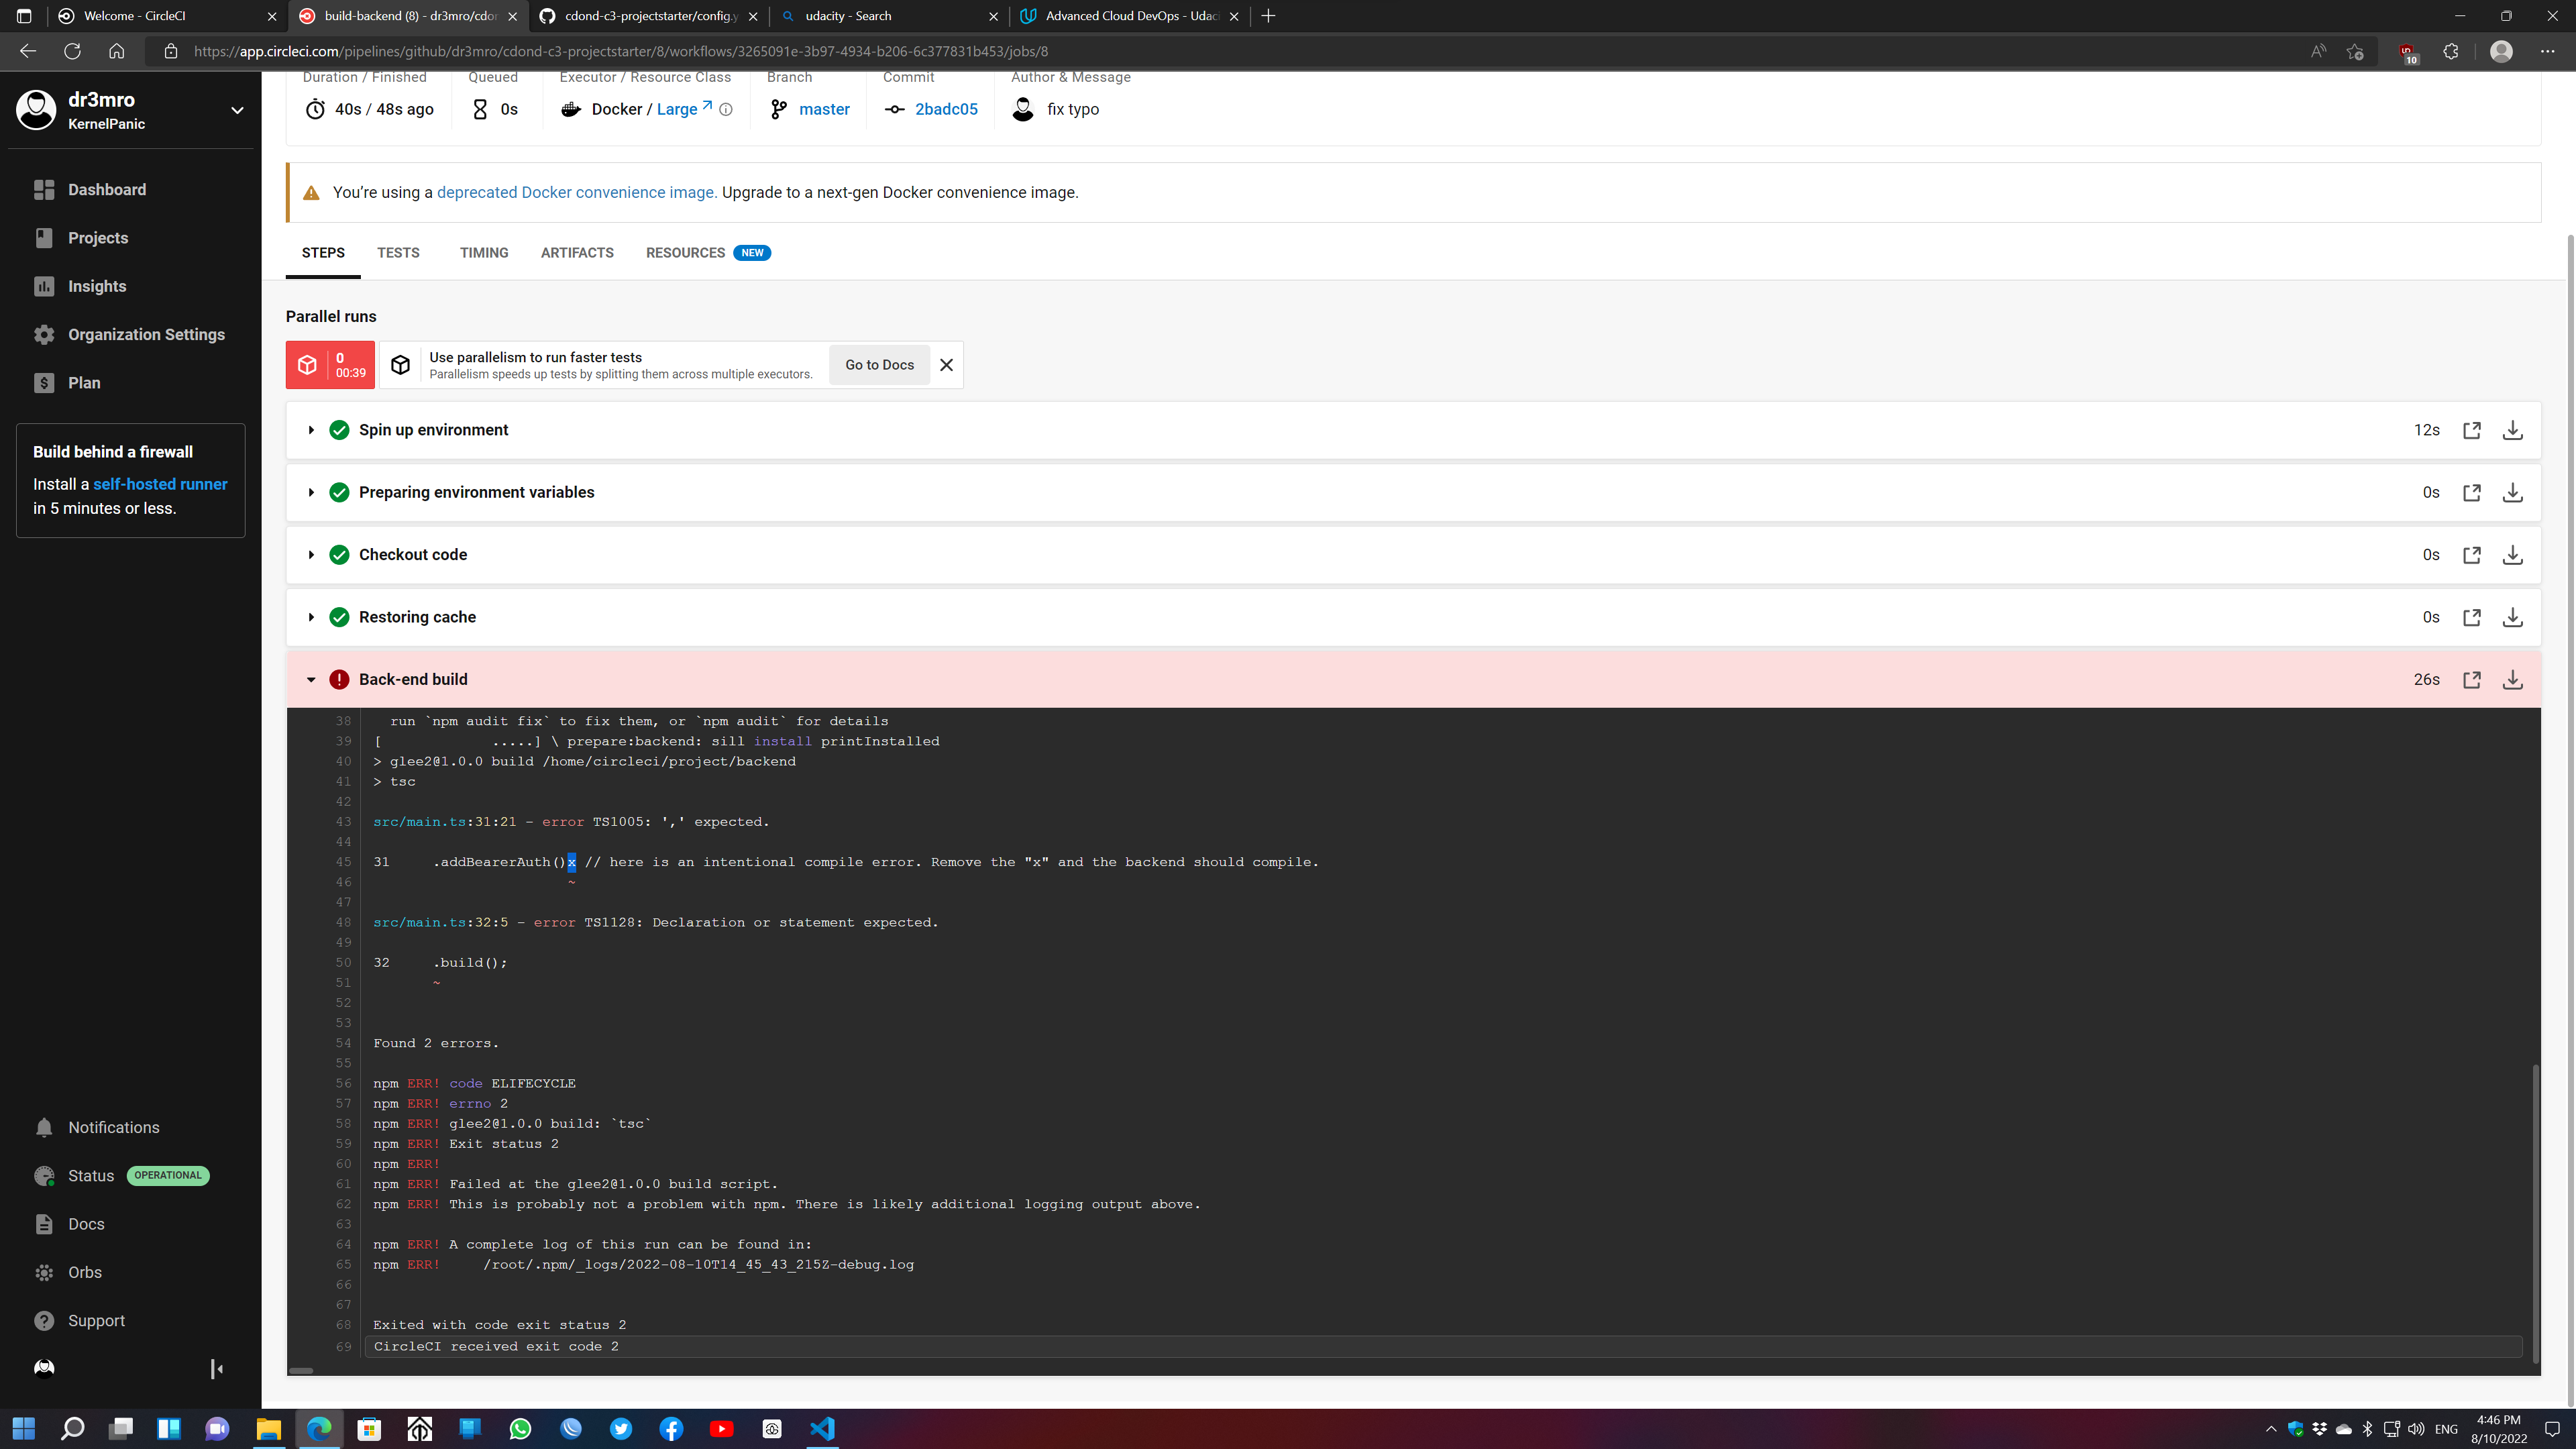 Welcome - CircleCI
build-backend (8) - dr3mro/cdon
cdond-c3-projectstarter/config.y
udacity - Search
Advanced Cloud DevOps - Udaci
https://app.circleci.com/pipelines/github/dr3mro/cdond-c3-projectstarter/8/workflows/3265091e-3b97-4934-b206-6c377831b453/jobs/8
10
dr3mro
KernelPanic
Dashboard
Projects
Insights
Organization Settings
Plan
Build behind a firewall
Install a self-hosted runner
in 5 minutes or less.
Notifications
Status OPERATIONAL
Docs
Orbs
Support
Duration / Finished
40s / 48s ago
Queued
0s
Executor / Resource Class
Docker / Large
Branch
master
Commit
2badc05
Author & Message
fix typo
You’re using a deprecated Docker convenience image. Upgrade to a next-gen Docker convenience image.
STEPS TESTS TIMING ARTIFACTS RESOURCES NEW
Parallel runs
0
00:39
Use parallelism to run faster tests
Parallelism speeds up tests by splitting them across multiple executors.
Go to Docs
Spin up environment 12s
Preparing environment variables 0s
Checkout code 0s
Restoring cache 0s
Back-end build 26s
38 run `npm audit fix` to fix them, or `npm audit` for details
39 [ .....] \ prepare:backend: sill install printInstalled
40 > glee2@1.0.0 build /home/circleci/project/backend
41 > tsc
42
43 src/main.ts:31:21 - error TS1005: ',' expected.
44
45 31 .addBearerAuth()x // here is an intentional compile error. Remove the "x" and the backend should compile.
46 ~
47
48 src/main.ts:32:5 - error TS1128: Declaration or statement expected.
49
50 32 .build();
51 ~
52
53
54 Found 2 errors.
55
56 npm ERR! code ELIFECYCLE
57 npm ERR! errno 2
58 npm ERR! glee2@1.0.0 build: `tsc`
59 npm ERR! Exit status 2
60 npm ERR!
61 npm ERR! Failed at the glee2@1.0.0 build script.
62 npm ERR! This is probably not a problem with npm. There is likely additional logging output above.
63
64 npm ERR! A complete log of this run can be found in:
65 npm ERR! /root/.npm/_logs/2022-08-10T14_45_43_215Z-debug.log
66
67
68 Exited with code exit status 2
69 CircleCI received exit code 2
ENG
4:46 PM
8/10/2022